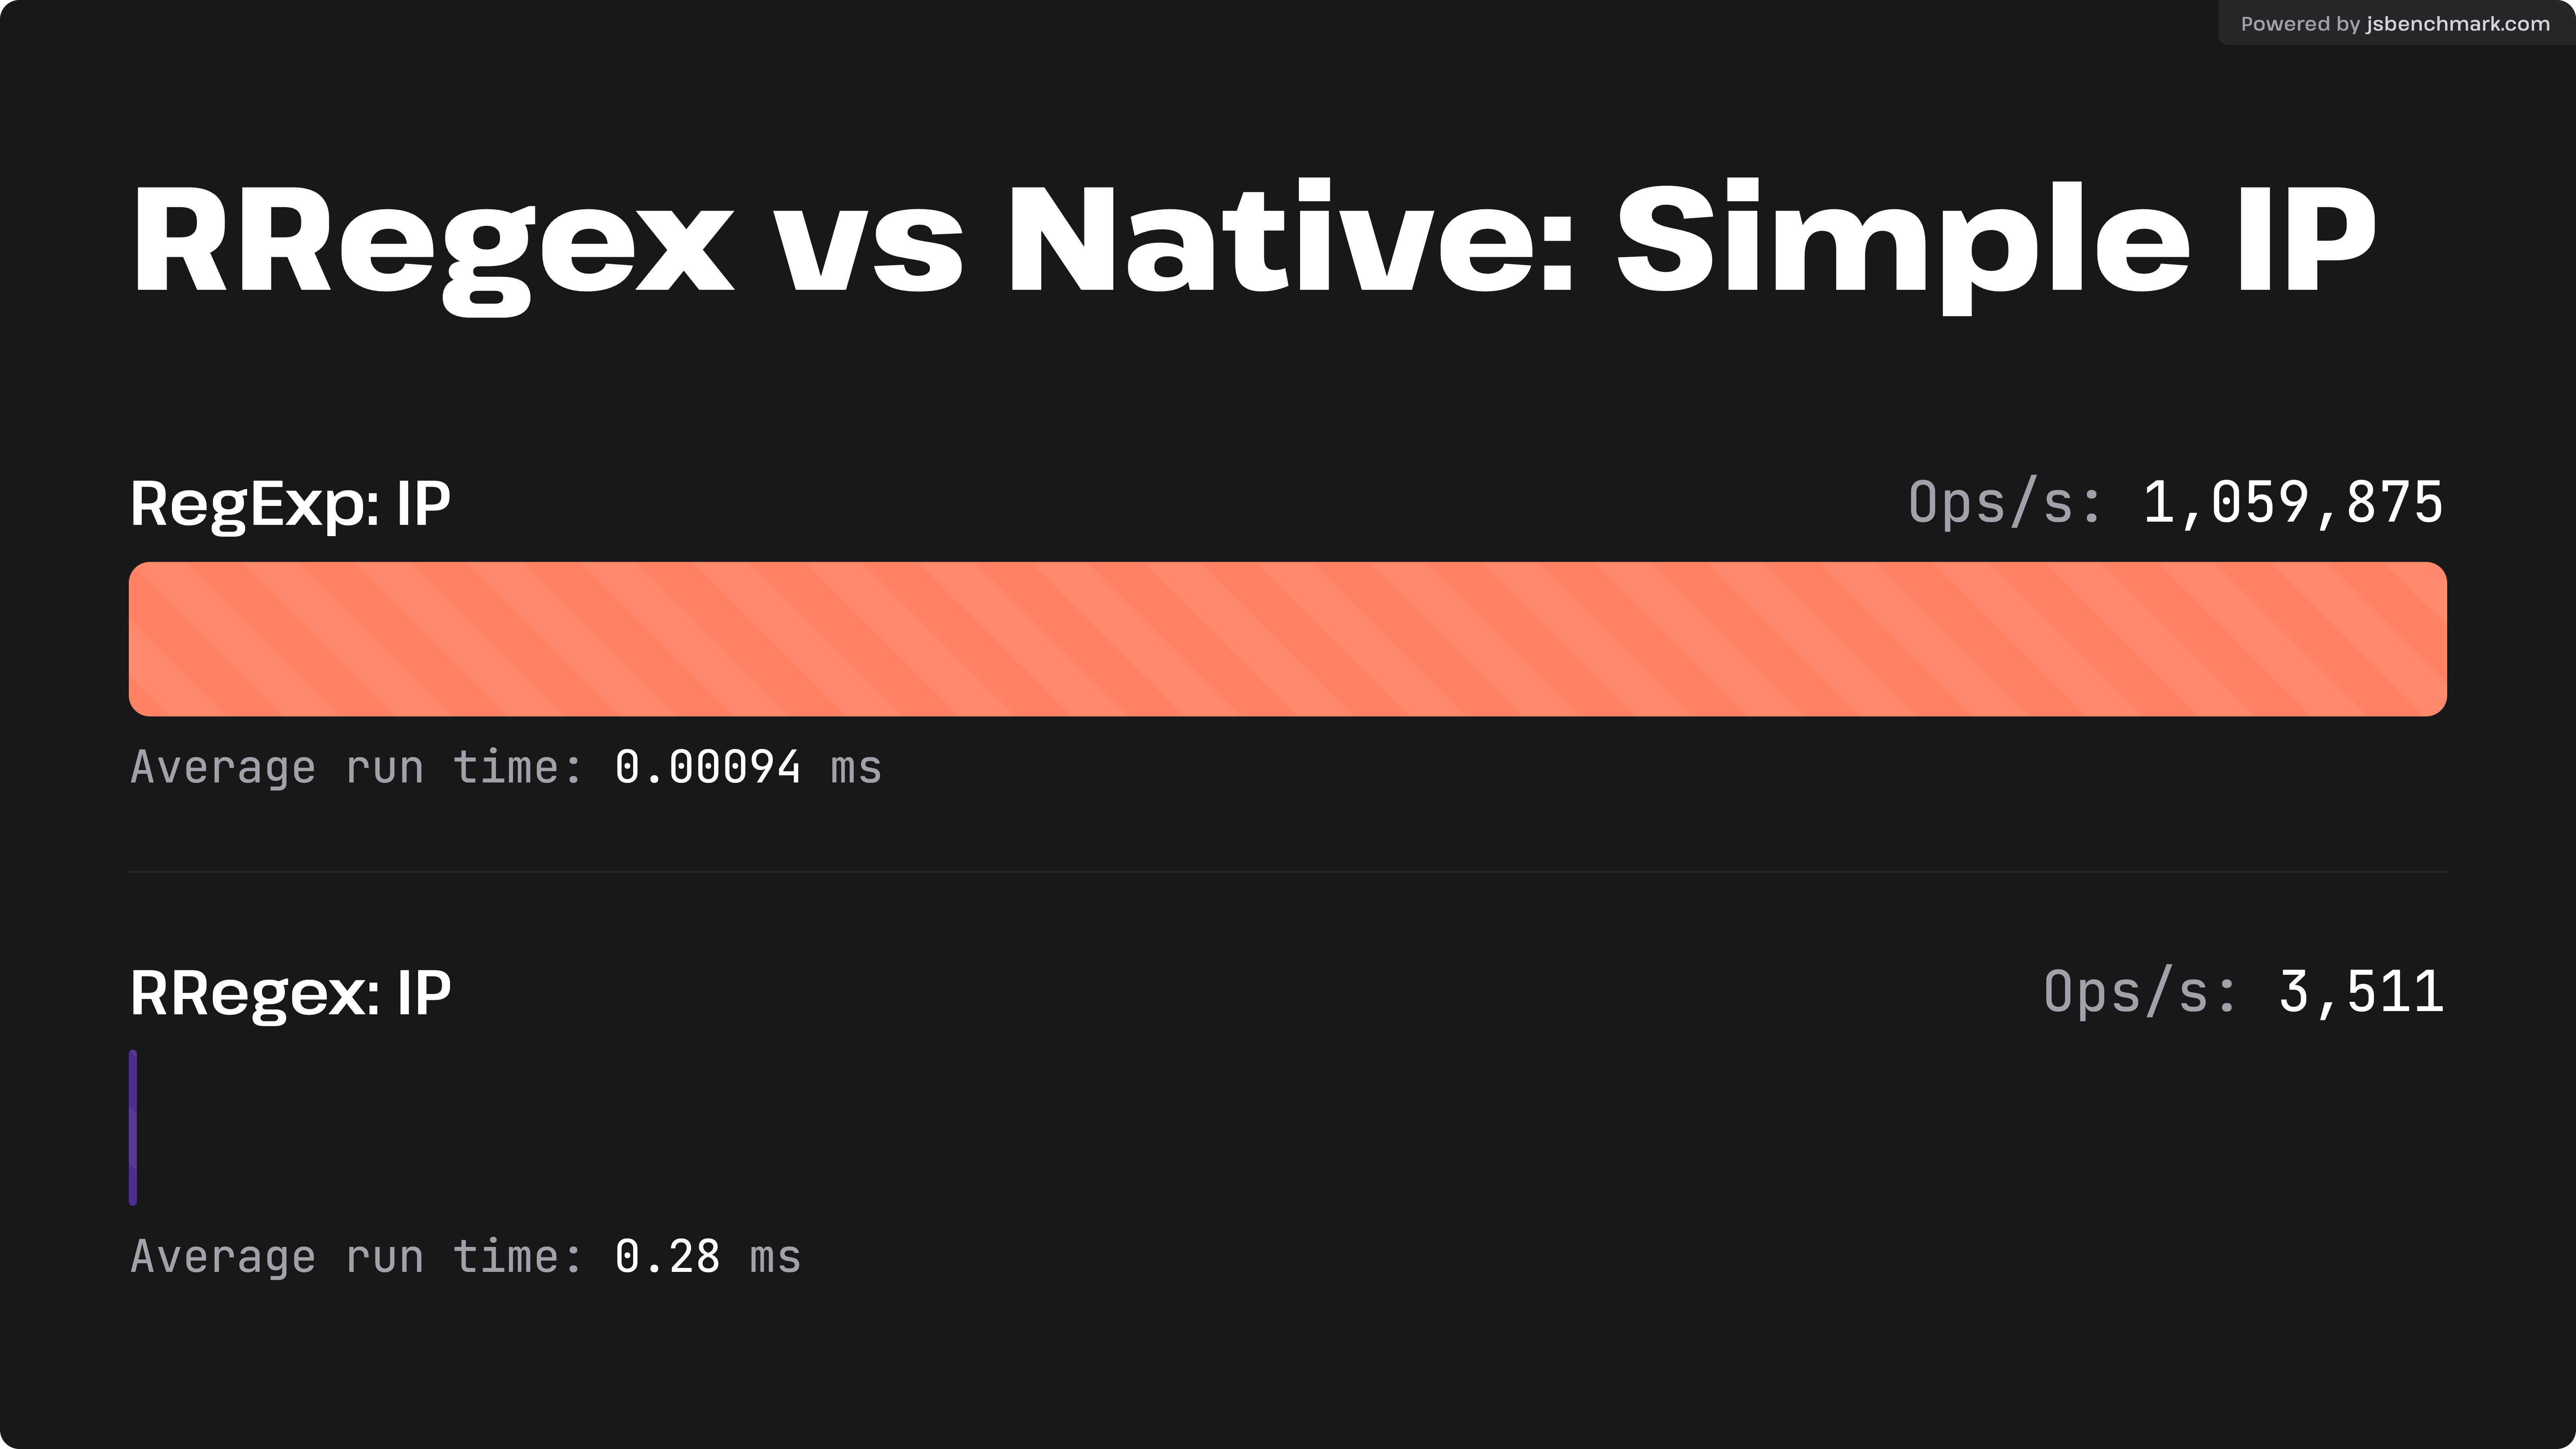 Powered by jsbenchmark.com
RRegex vs Native: Simple IP
RegExp: IP
Ops/s: 1,059,875
Average run time: 0.00094 ms
RRegex: IP
Ops/s: 3,511
Average run time: 0.28 ms